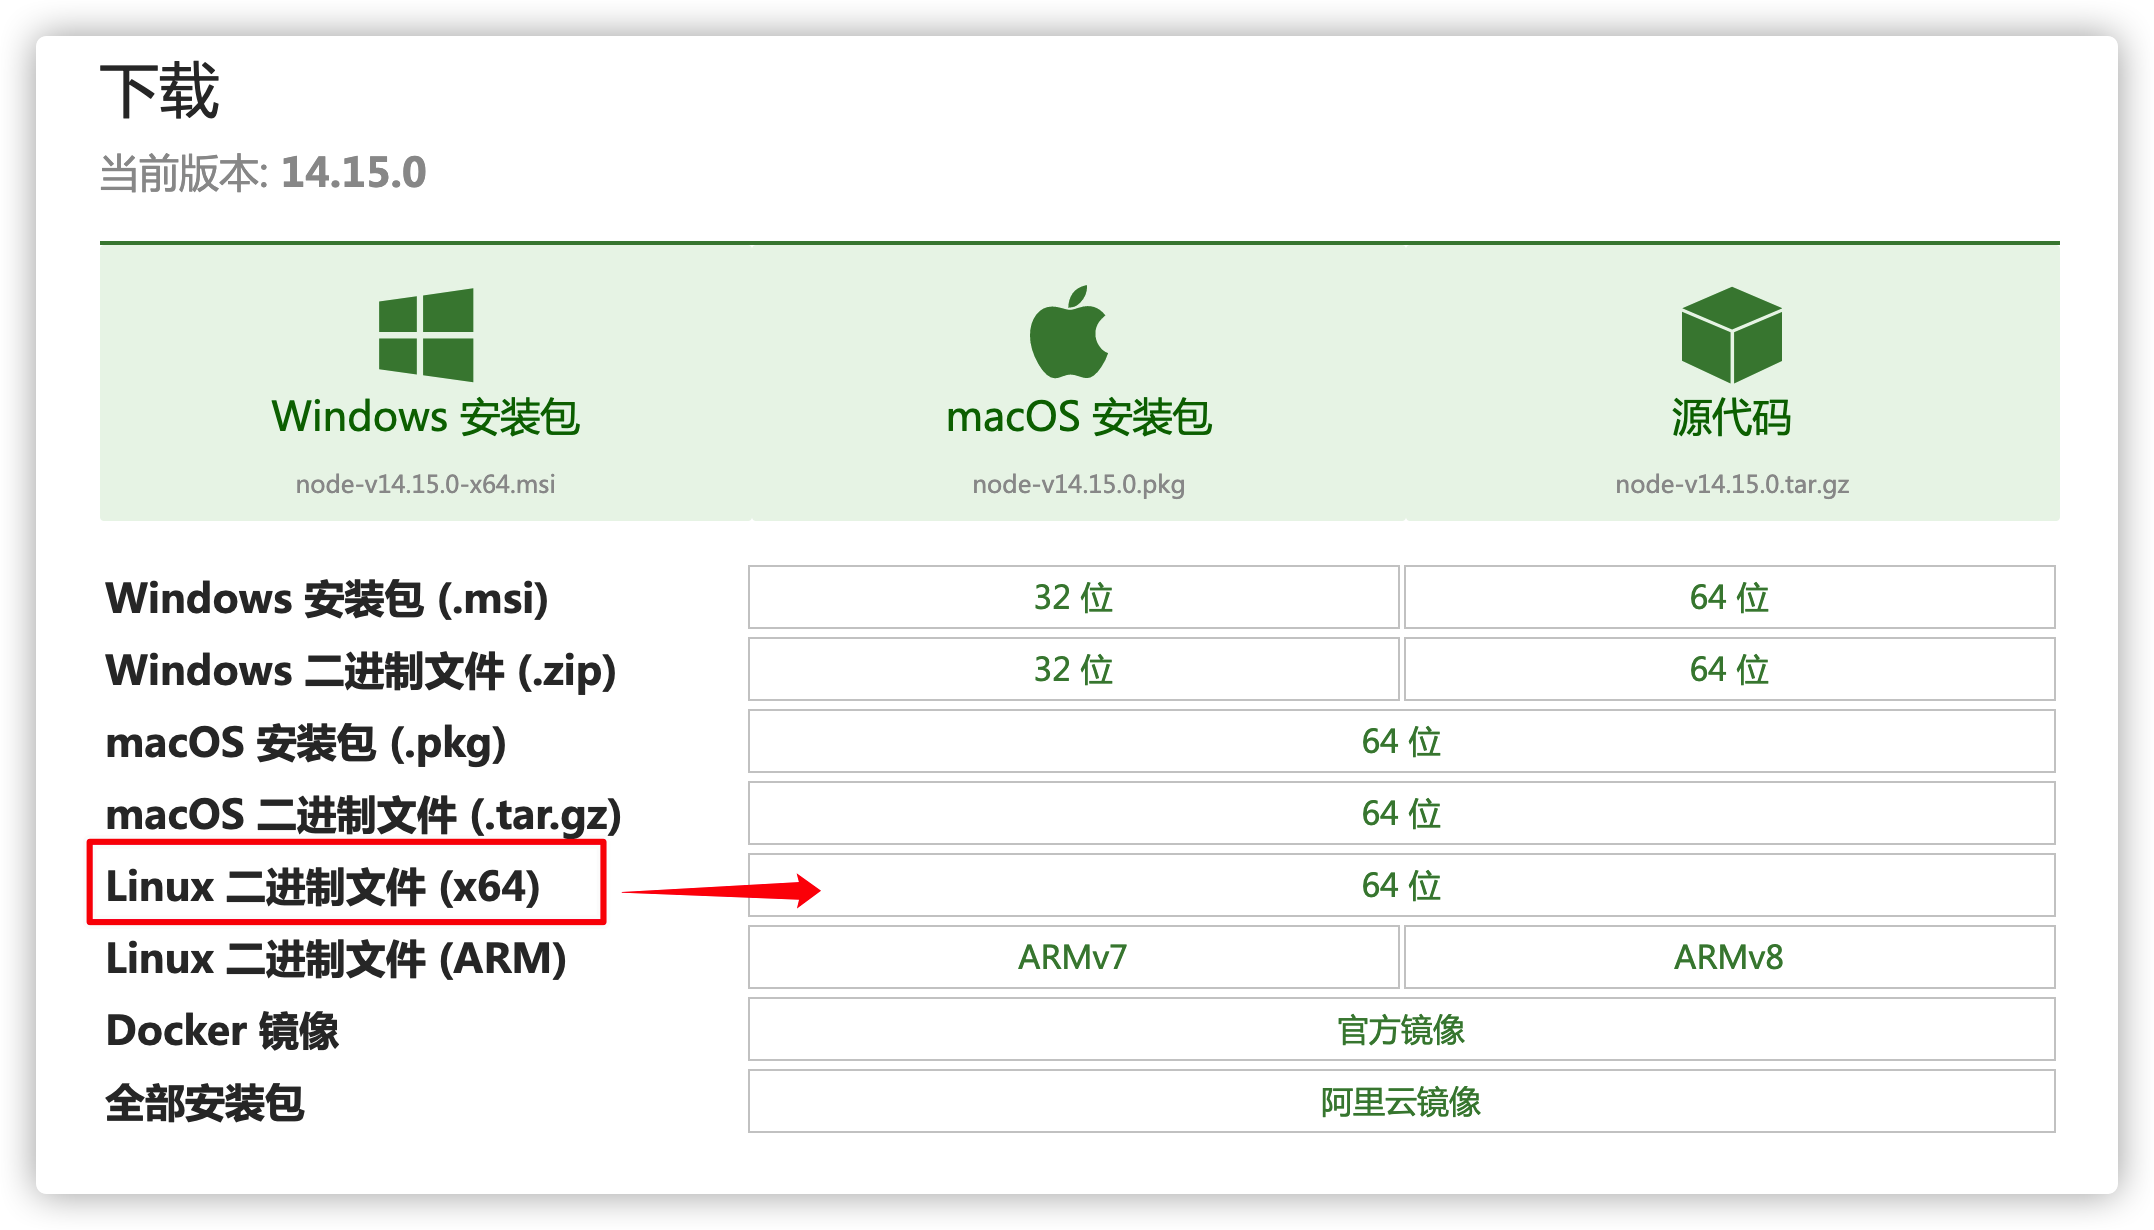 下载
当前版本: 14.15.0
Windows 安装包
node-v14.15.0-x64.msi
macOS 安装包
node-v14.15.0.pkg
源代码
node-v14.15.0.tar.gz
Windows 安装包 (.msi) 32 位 64 位
Windows 二进制文件 (.zip) 32 位 64 位
macOS 安装包 (.pkg) 64 位
macOS 二进制文件 (.tar.gz) 64 位
Linux 二进制文件 (x64) 64 位
Linux 二进制文件 (ARM) ARMv7 ARMv8
Docker 镜像 官方镜像
全部安装包 阿里云镜像